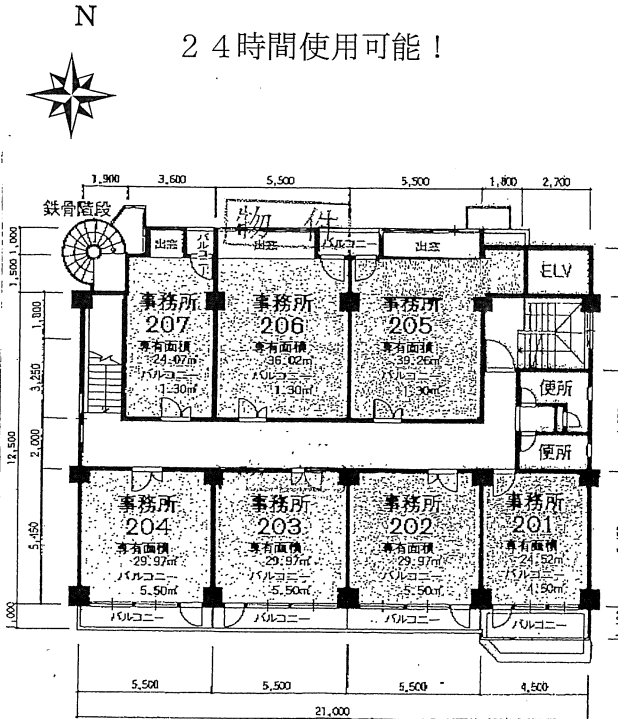 N
24時間使用可能！
1,900 3,600 5,500 5,500 1,800 2,700
鉄骨階段
物件
出窓
バルコニー
出窓
バルコニー
出窓
ELV
1,000
1,500
1,800
3,250
2,000
5,450
1,000
12,500
事務所
207
専有面積
24.07㎡
バルコニー
1.30㎡
事務所
206
専有面積
36.02㎡
バルコニー
1.30㎡
事務所
205
専有面積
バルコニー
1.30㎡
便所
便所
事務所
204
専有面積
29.97㎡
バルコニー
5.50㎡
事務所
203
専有面積
29.97㎡
バルコニー
5.50㎡
事務所
202
専有面積
29.97㎡
バルコニー
5.50㎡
事務所
201
専有面積
24.52㎡
バルコニー
4.50㎡
バルコニー
バルコニー
バルコニー
バルコニー
5,500 5,500 5,500 4,500
21,000